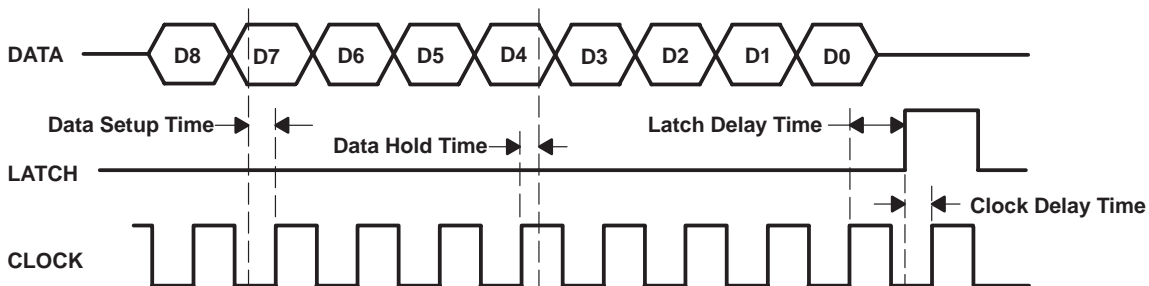 DATA
D8 D7 D6 D5 D4 D3 D2 D1 D0
Data Setup Time
Latch Delay Time
Data Hold Time
LATCH
Clock Delay Time
CLOCK